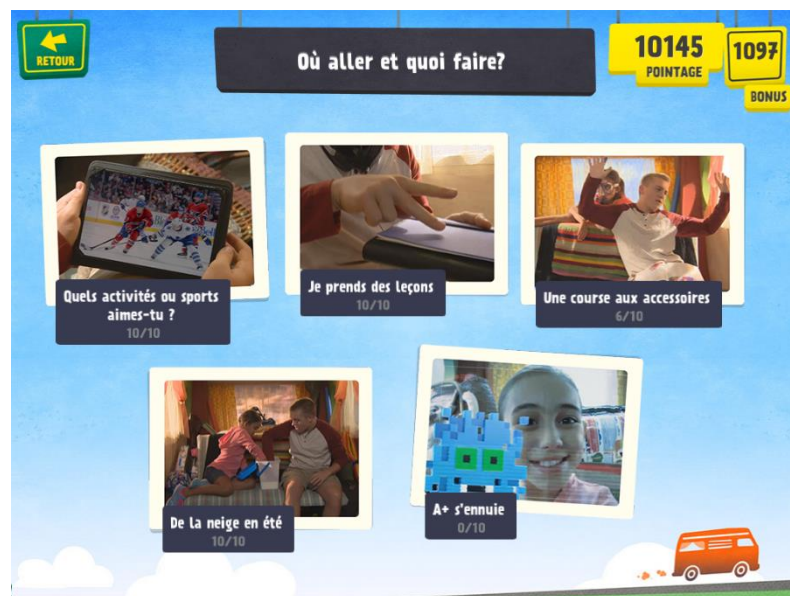 RETOUR
Où aller et quoi faire?
10145
POINTAGE
1097
BONUS
Quels activités ou sports
aimes-tu ?
10/10
Je prends des leçons
10/10
Une course aux accessoires
6/10
De la neige en été
10/10
A+ s'ennuie
0/10